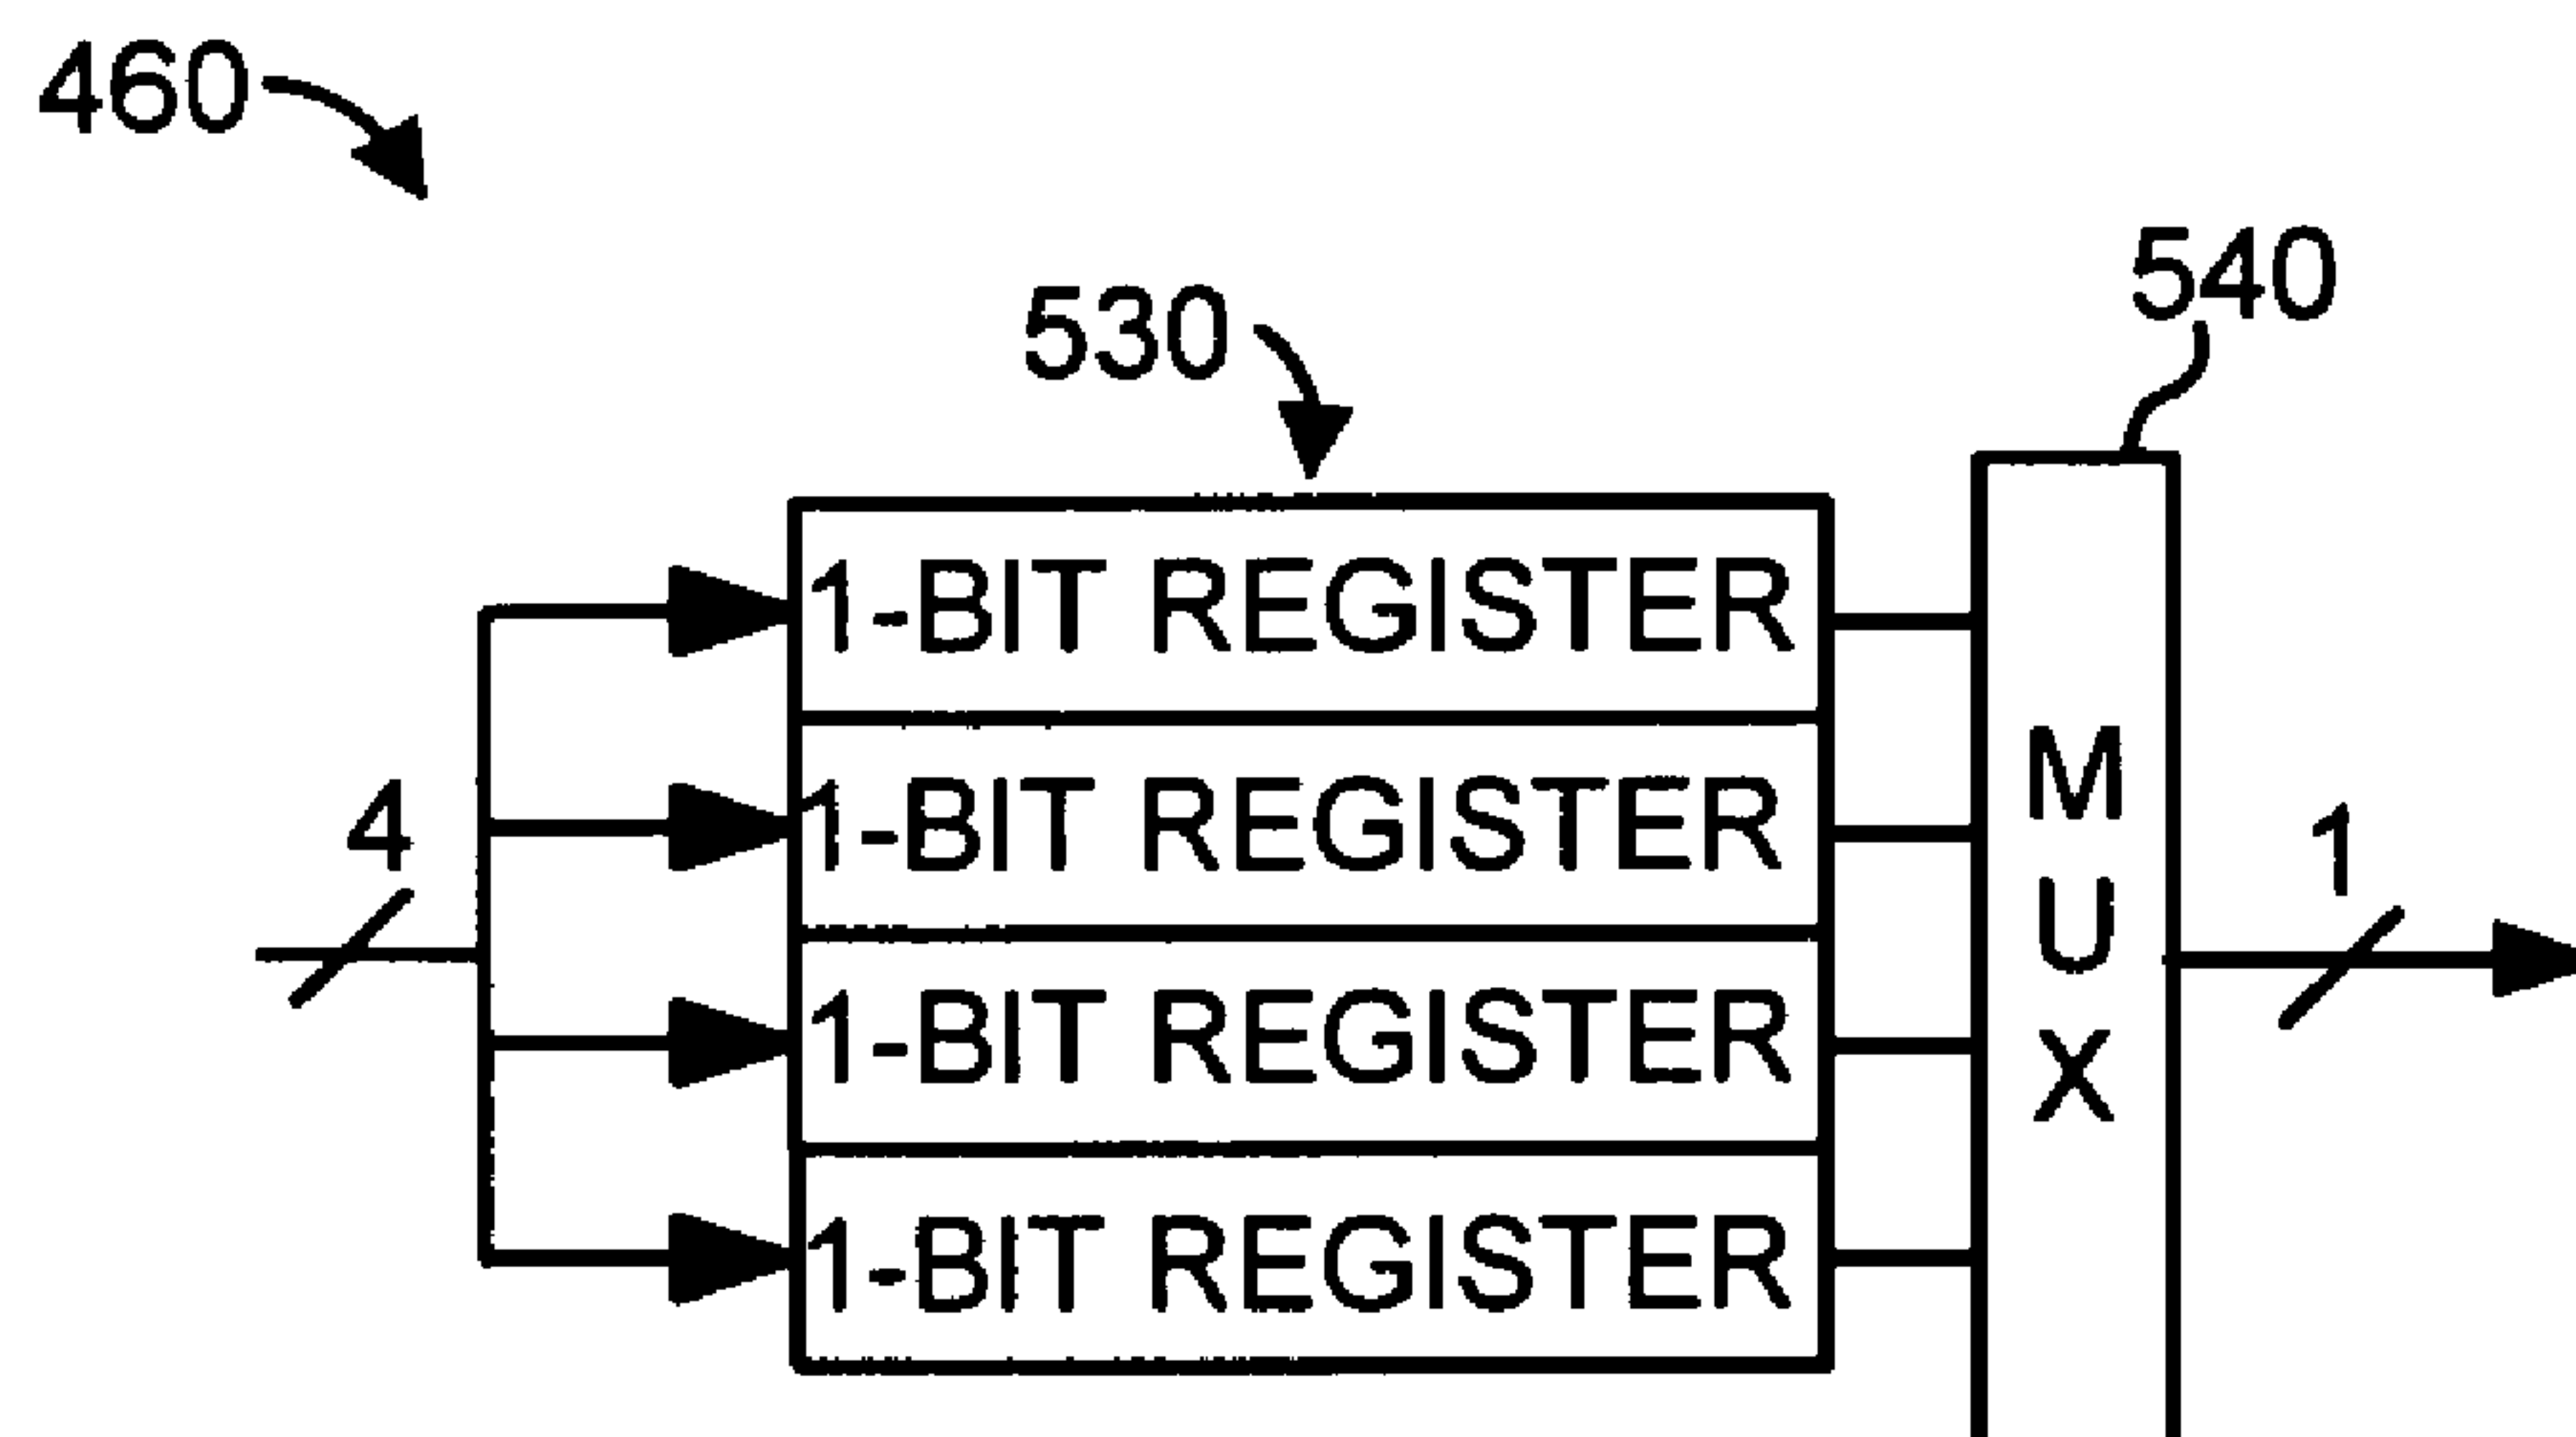 460
540
530
1-BIT REGISTER
1-BIT REGISTER
1-BIT REGISTER
1-BIT REGISTER
4
M
U
X
1